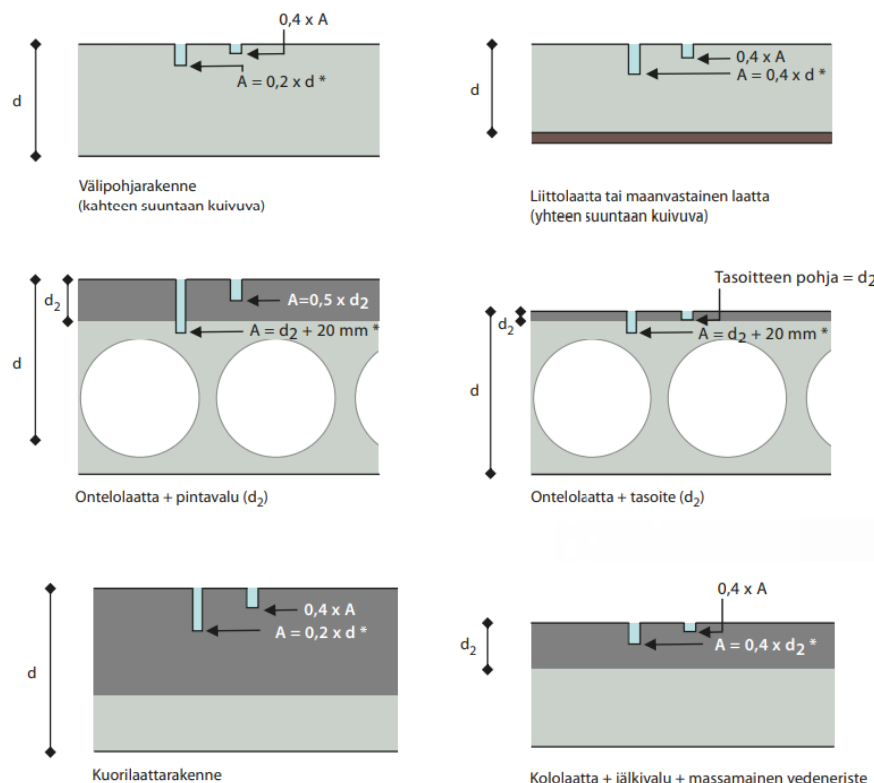 0,4 x A
A = 0,2 x d *
d
Välipohjarakenne
(kahteen suuntaan kuivuva)
0,4 x A
A = 0,4 x d *
d
Liittolaatta tai maanvastainen laatta
(yhteen suuntaan kuivuva)
d2
A=0,5 x d2
A = d2 + 20 mm *
d
Ontelolaatta + pintavalu (d2)
Tasoitteen pohja = d2
d2
A = d2 + 20 mm *
d
Ontelolaatta + tasoite (d2)
0,4 x A
A = 0,2 x d *
d
Kuorilaattarakenne
0,4 x A
d2
A = 0,4 x d2 *
Kololaatta + jälkivalu + massamainen vedeneriste